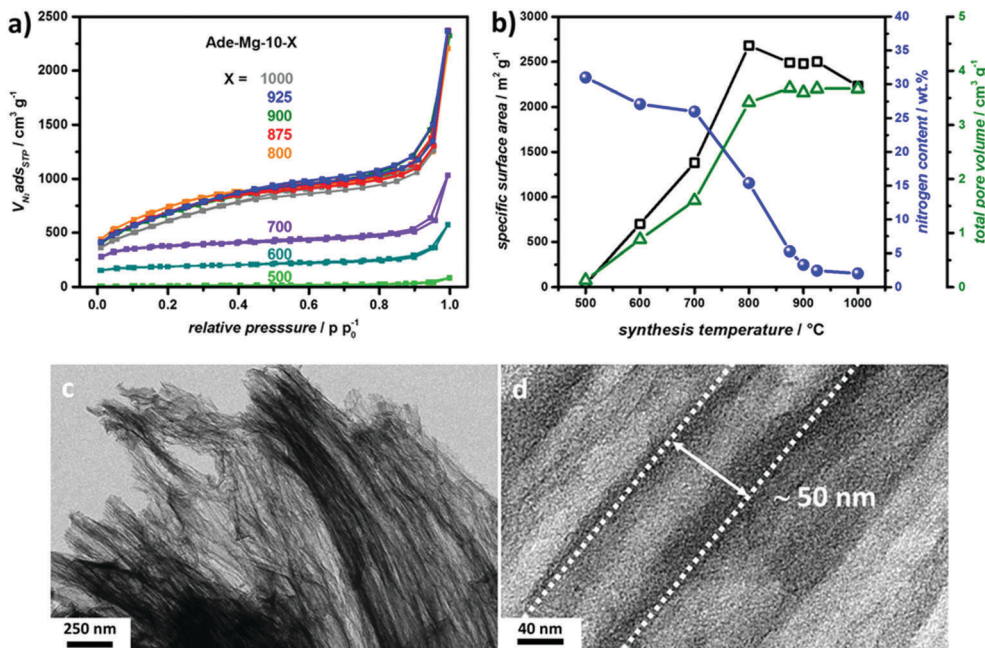 a)
Ade-Mg-10-X
X = 1000
925
900
875
800
700
600
500
2500
2000
1500
1000
500
0
V_N₂ads_STP / cm³ g⁻¹
0.0 0.2 0.4 0.6 0.8 1.0
relative presssure / p p₀⁻¹
b)
3000
2500
2000
1500
1000
500
0
specific surface area / m² g⁻¹
40
35
30
25
20
15
10
5
0
nitrogen content / wt.%
5
4
3
2
1
0
total pore volume / cm³ g⁻¹
500 600 700 800 900 1000
synthesis temperature / °C
c
250 nm
d
~ 50 nm
40 nm